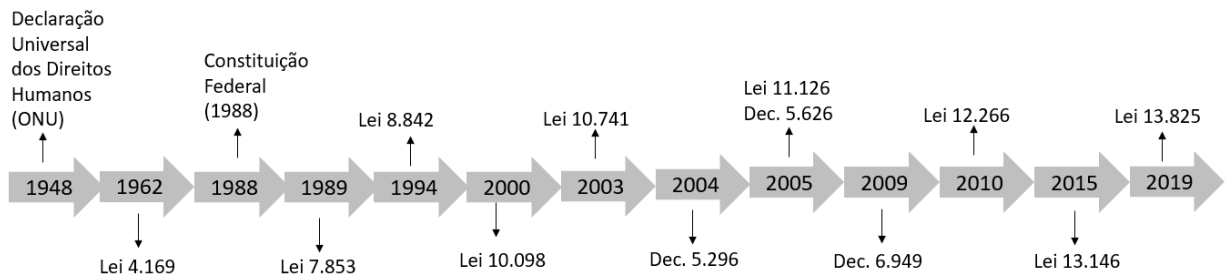 Declaração
Universal
dos Direitos
Humanos
(ONU)
Constituição
Federal
(1988)
Lei 8.842
Lei 10.741
Lei 11.126
Dec. 5.626
Lei 12.266
Lei 13.825
1948
1962
1988
1989
1994
2000
2003
2004
2005
2009
2010
2015
2019
Lei 4.169
Lei 7.853
Lei 10.098
Dec. 5.296
Dec. 6.949
Lei 13.146